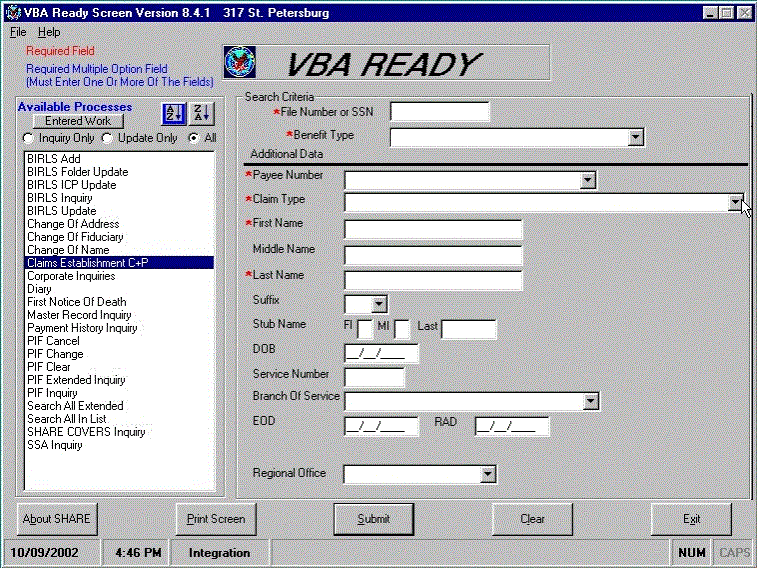 VBA Ready Screen Version 8.4.1 317 St. Petersburg
File Help
Required Field
Required Multiple Option Field
(Must Enter One Or More Of The Fields)
VBA READY
Available Processes
Entered Work
A Z
Z A
Inquiry Only Update Only All
BIRLS Add
BIRLS Folder Update
BIRLS ICP Update
BIRLS Inquiry
BIRLS Update
Change Of Address
Change Of Fiduciary
Change Of Name
Claims Establishment C+P
Corporate Inquiries
Diary
First Notice Of Death
Master Record Inquiry
Payment History Inquiry
PIF Cancel
PIF Change
PIF Clear
PIF Extended Inquiry
PIF Inquiry
Search All Extended
Search All In List
SHARE COVERS Inquiry
SSA Inquiry
Search Criteria
*File Number or SSN
*Benefit Type
Additional Data
*Payee Number
*Claim Type
*First Name
Middle Name
*Last Name
Suffix
Stub Name FI MI Last
DOB __/__/____
Service Number
Branch Of Service
EOD __/__/____ RAD __/__/____
Regional Office
About SHARE Print Screen Submit Clear Exit
10/09/2002 4:46 PM Integration NUM CAPS